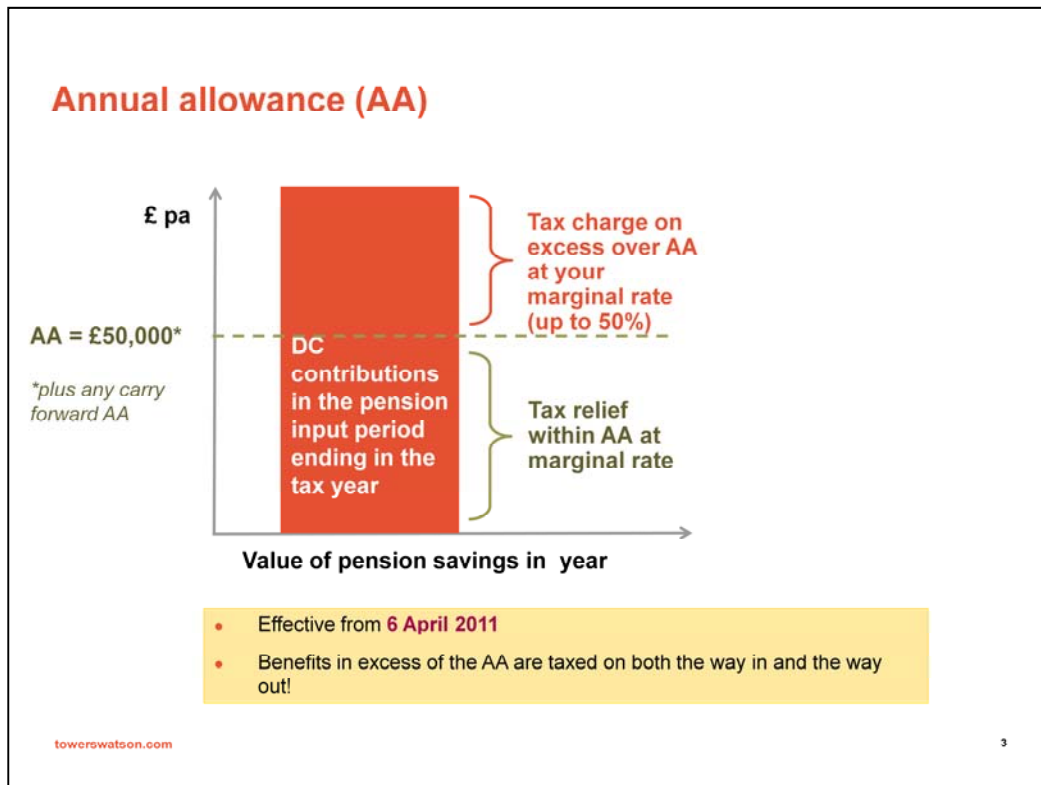 Annual allowance (AA)
£ pa
Tax charge on
excess over AA
at your
marginal rate
(up to 50%)
AA = £50,000*
*plus any carry
forward AA
DC
contributions
in the pension
input period
ending in the
tax year
Tax relief
within AA at
marginal rate
Value of pension savings in year
• Effective from 6 April 2011
• Benefits in excess of the AA are taxed on both the way in and the way
out!
towerswatson.com
3